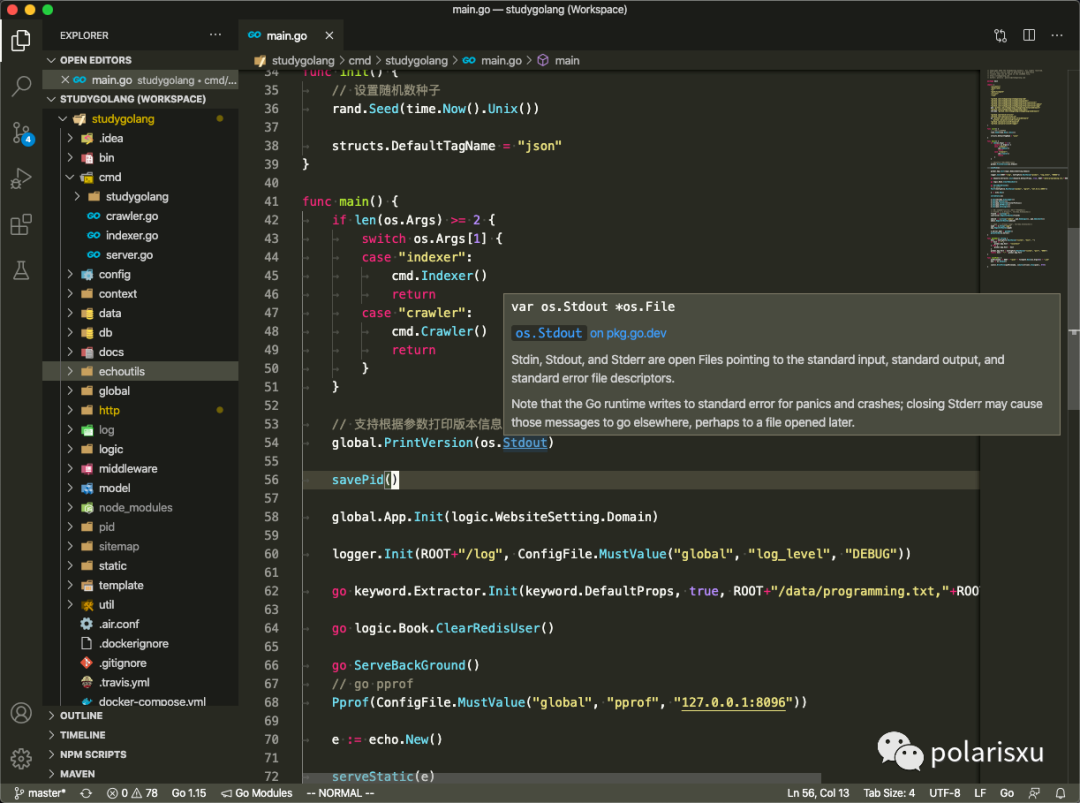 main.go — studygolang (Workspace)
EXPLORER
OPEN EDITORS
main.go studygolang • cmd/...
STUDYGOLANG (WORKSPACE)
studygolang
.idea
bin
cmd
studygolang
crawler.go
indexer.go
server.go
config
context
data
db
docs
echoutils
global
http
log
logic
middleware
model
node_modules
pid
sitemap
static
template
util
.air.conf
.dockerignore
.gitignore
.travis.yml
docker-compose.yml
OUTLINE
TIMELINE
NPM SCRIPTS
MAVEN
4
main.go
studygolang > cmd > studygolang > main.go > main
34 func init() {
35 // 设置随机数种子
36 rand.Seed(time.Now().Unix())
37
38 structs.DefaultTagName = "json"
39 }
40
41 func main() {
42 if len(os.Args) >= 2 {
43 switch os.Args[1] {
44 case "indexer":
45 cmd.Indexer()
46 return
47 case "crawler":
48 cmd.Crawler()
49 return
50 }
51 }
52
53 // 支持根据参数打印版本信息
54 global.PrintVersion(os.Stdout)
55
56 savePid()
57
58 global.App.Init(logic.WebsiteSetting.Domain)
59
60 logger.Init(ROOT+"/log", ConfigFile.MustValue("global", "log_level", "DEBUG"))
61
62 go keyword.Extractor.Init(keyword.DefaultProps, true, ROOT+"/data/programming.txt,"+ROO
63
64 go logic.Book.ClearRedisUser()
65
66 go ServeBackGround()
67 // go pprof
68 Pprof(ConfigFile.MustValue("global", "pprof", "127.0.0.1:8096"))
69
70 e := echo.New()
71
72 serveStatic(e)
var os.Stdout *os.File
os.Stdout on pkg.go.dev
Stdin, Stdout, and Stderr are open Files pointing to the standard input, standard output, and
standard error file descriptors.
Note that the Go runtime writes to standard error for panics and crashes; closing Stderr may cause
those messages to go elsewhere, perhaps to a file opened later.
polarisxu
master* 0 78 Go 1.15 Go Modules -- NORMAL -- Ln 56, Col 13 Tab Size: 4 UTF-8 LF Go